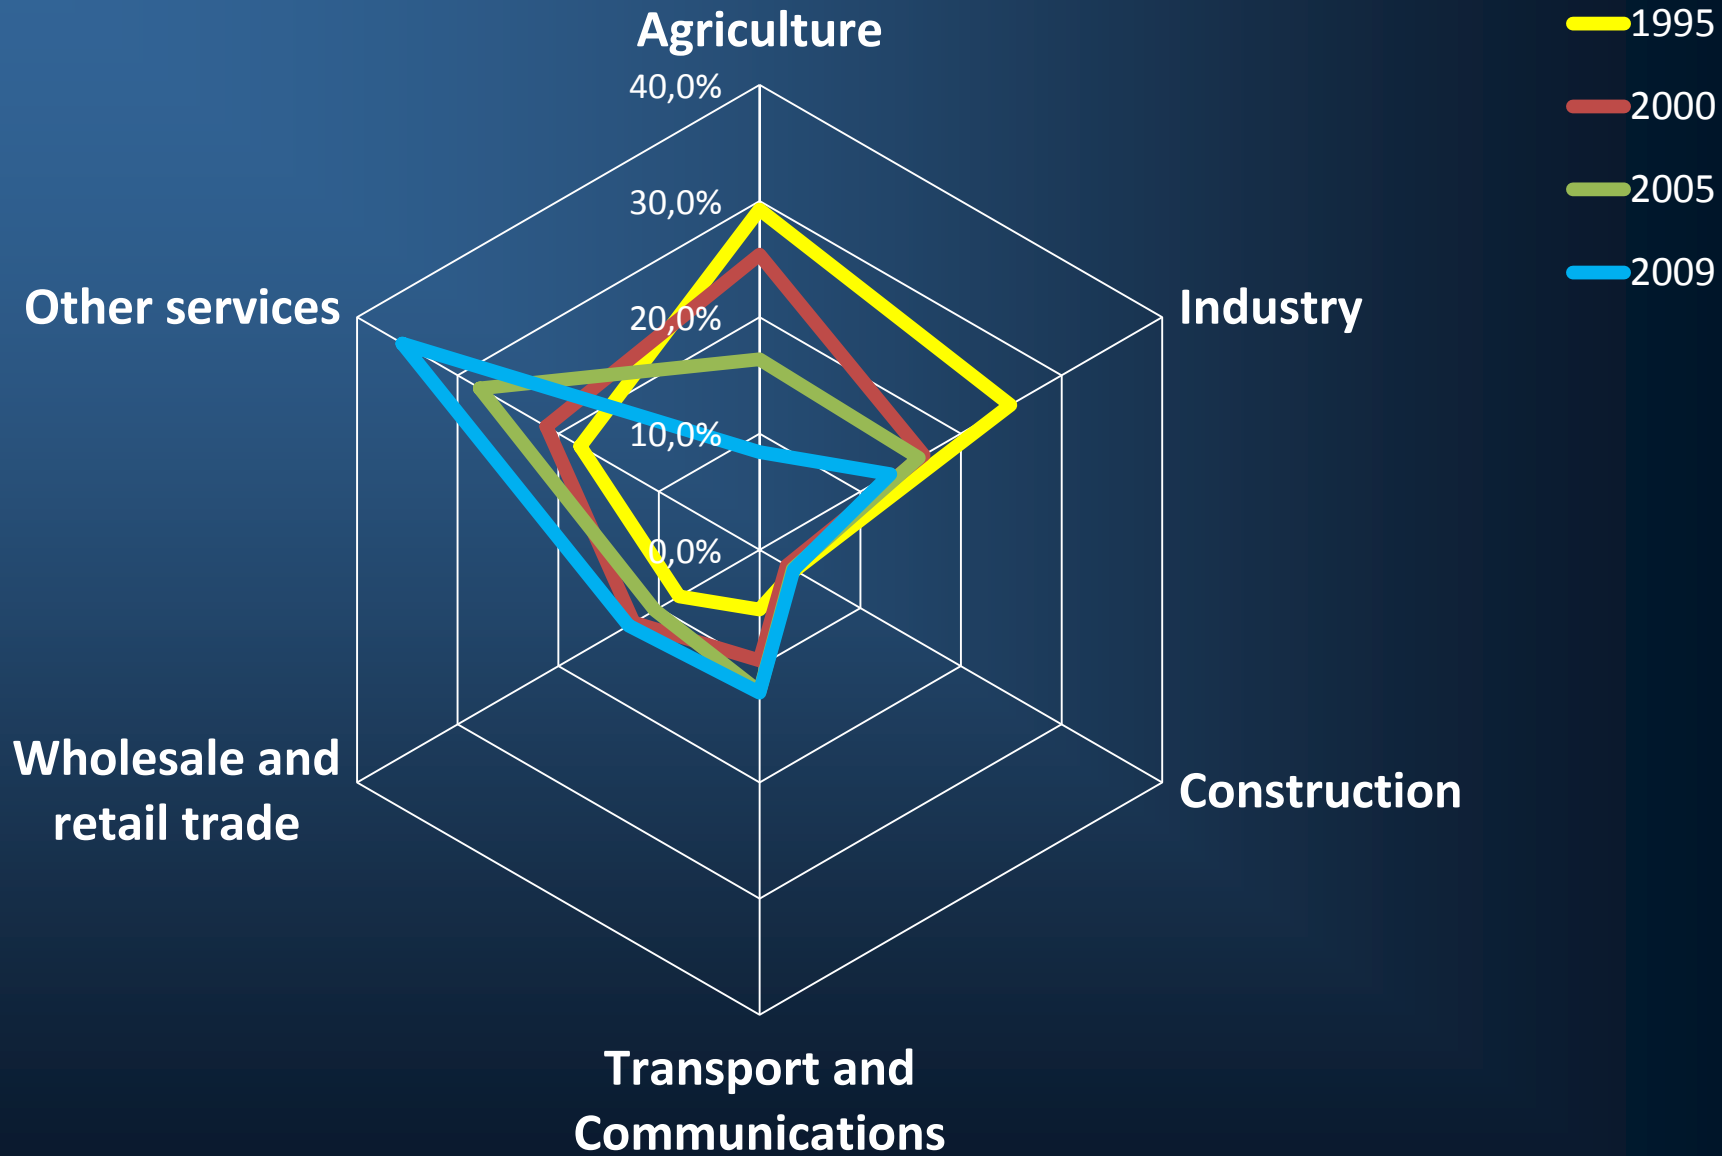 Agriculture
40,0%
30,0%
20,0%
10,0%
0,0%
Other services
Industry
Wholesale and
retail trade
Construction
Transport and
Communications
1995
2000
2005
2009